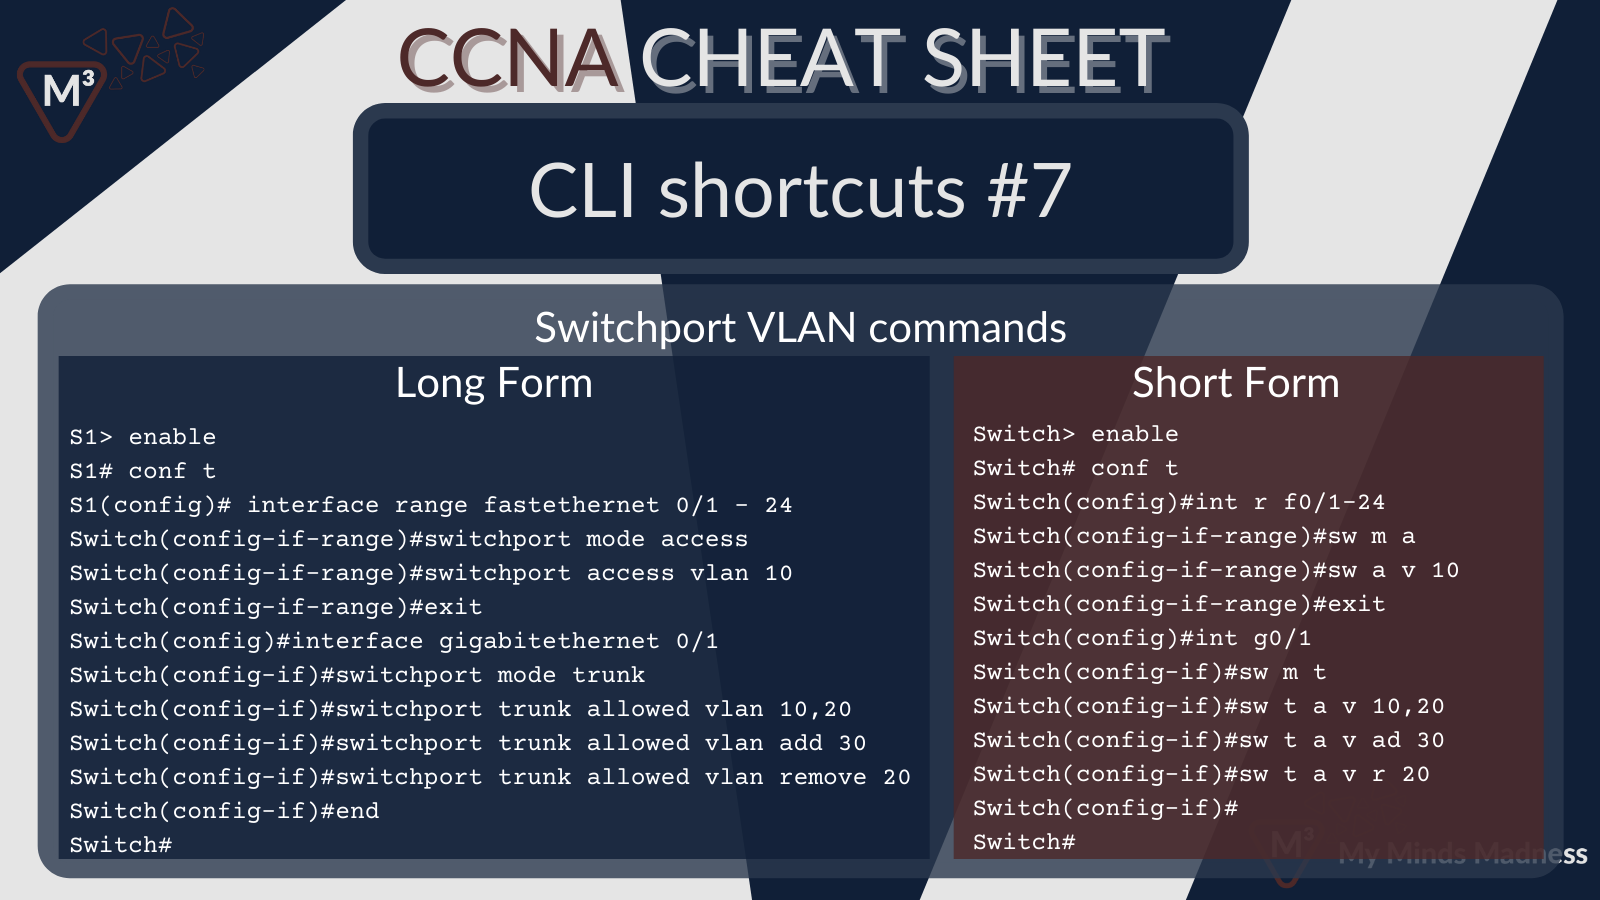 M³
CCNA CHEAT SHEET
CLI shortcuts #7
Switchport VLAN commands
Long Form
S1> enable
S1# conf t
S1(config)# interface range fastethernet 0/1 - 24
Switch(config-if-range)#switchport mode access
Switch(config-if-range)#switchport access vlan 10
Switch(config-if-range)#exit
Switch(config)#interface gigabitethernet 0/1
Switch(config-if)#switchport mode trunk
Switch(config-if)#switchport trunk allowed vlan 10,20
Switch(config-if)#switchport trunk allowed vlan add 30
Switch(config-if)#switchport trunk allowed vlan remove 20
Switch(config-if)#end
Switch#
Short Form
Switch> enable
Switch# conf t
Switch(config)#int r f0/1-24
Switch(config-if-range)#sw m a
Switch(config-if-range)#sw a v 10
Switch(config-if-range)#exit
Switch(config)#int g0/1
Switch(config-if)#sw m t
Switch(config-if)#sw t a v 10,20
Switch(config-if)#sw t a v ad 30
Switch(config-if)#sw t a v r 20
Switch(config-if)#
Switch#
M³ My Minds Madness